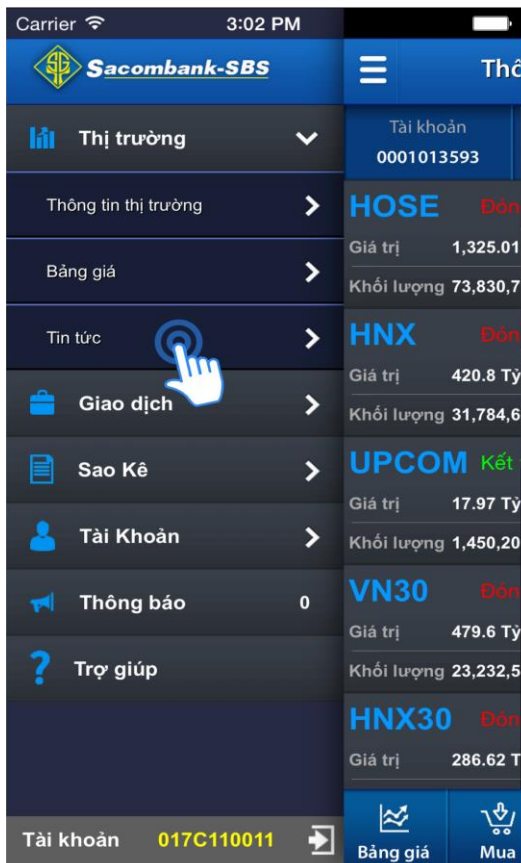 Carrier 3:02 PM
Sacombank-SBS
Thị trường
Thông tin thị trường
Bảng giá
Tin tức
Giao dịch
Sao Kê
Tài Khoản
Thông báo 0
Trợ giúp
Tài khoản 017C110011
Thô
Tài khoản
0001013593
HOSE Đón
Giá trị 1,325.01
Khối lượng 73,830,7
HNX Đón
Giá trị 420.8 Tỷ
Khối lượng 31,784,6
UPCOM Kết
Giá trị 17.97 Tỷ
Khối lượng 1,450,20
VN30 Đón
Giá trị 479.6 Tỷ
Khối lượng 23,232,5
HNX30 Đón
Giá trị 286.62 T
Bảng giá Mua